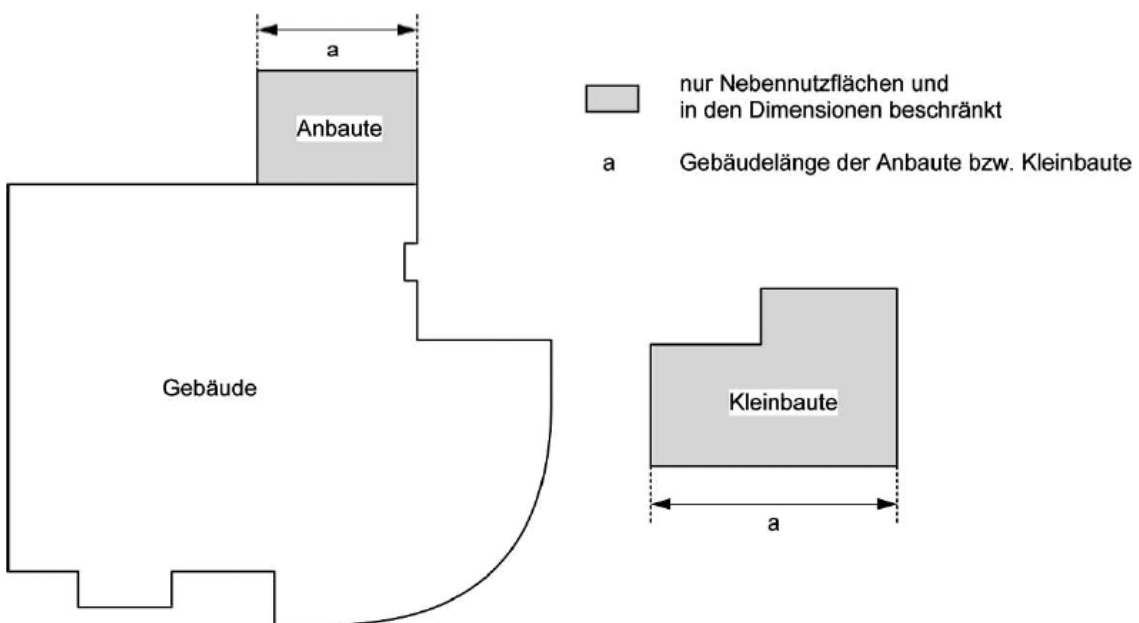 a
Anbaute
nur Nebennutzflächen und
in den Dimensionen beschränkt
a Gebäudelänge der Anbaute bzw. Kleinbaute
Gebäude
Kleinbaute
a